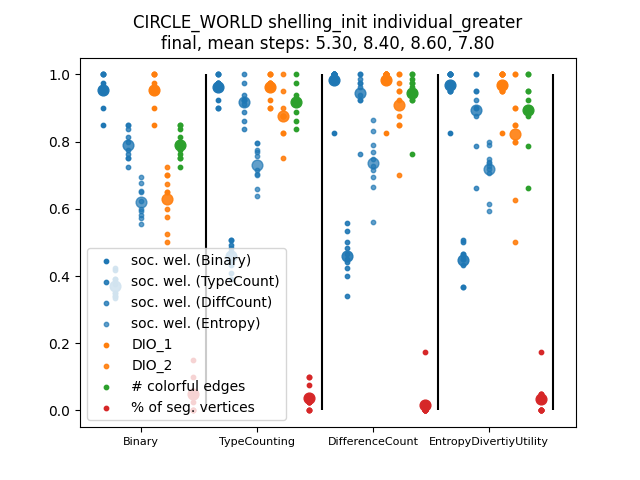 CIRCLE_WORLD shelling_init individual_greater
final, mean steps: 5.30, 8.40, 8.60, 7.80
1.0
0.8
0.6
0.4
0.2
0.0
soc. wel. (Binary)
soc. wel. (TypeCount)
soc. wel. (DiffCount)
soc. wel. (Entropy)
DIO_1
DIO_2
# colorful edges
% of seg. vertices
Binary
TypeCounting
DifferenceCount
EntropyDivertiyUtility